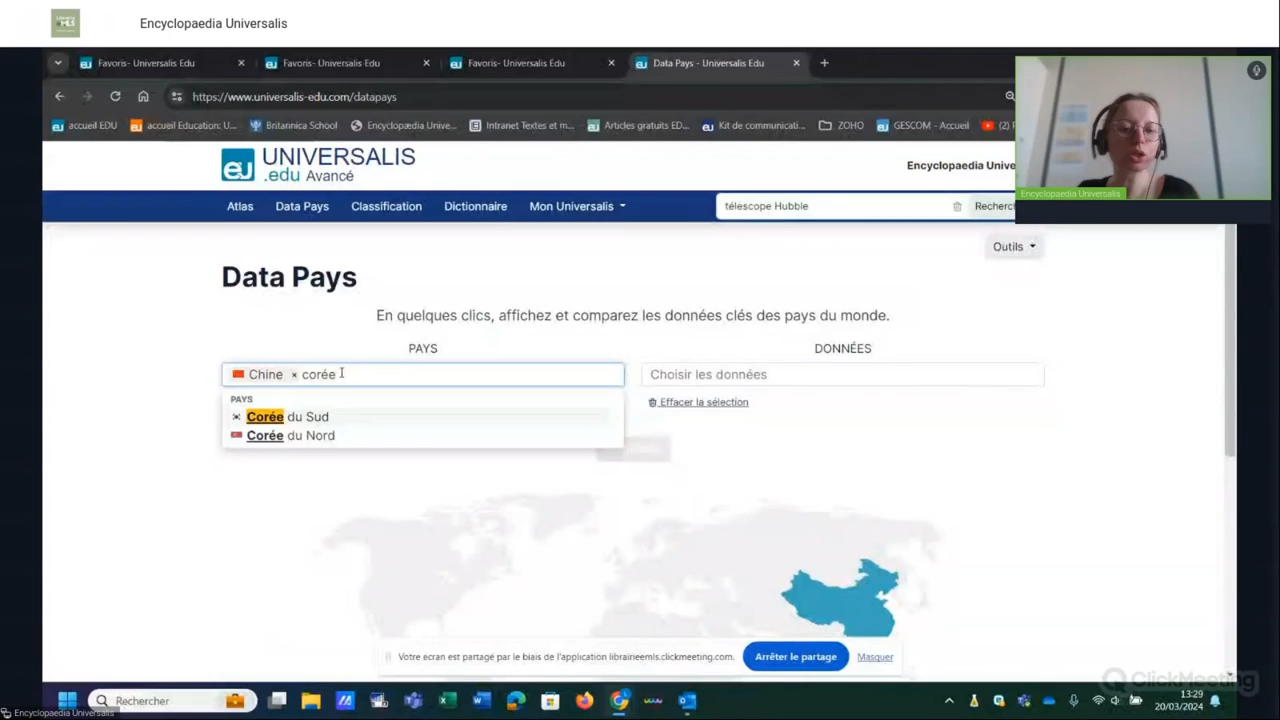 Encyclopaedia Universalis
Favoris- Universalis Edu
Favoris- Universalis Edu
Favoris- Universalis Edu
Data Pays - Universalis Edu
https://www.universalis-edu.com/datapays
accueil EDU
accueil Education: U...
Britannica School
Encyclopædia Unive...
Intranet Textes et m...
Articles gratuits ED...
Kit de communicati...
ZOHO
GESCOM - Accueil
Encyclopaedia Universalis
eu UNIVERSALIS
.edu Avancé
Encyclopaedia Unive
Atlas Data Pays Classification Dictionnaire Mon Universalis
télescope Hubble
Recherc
Outils
Data Pays
En quelques clics, affichez et comparez les données clés des pays du monde.
PAYS
DONNÉES
Chine × corée
Choisir les données
PAYS
Corée du Sud
Corée du Nord
Effacer la sélection
Votre ecran est partagé par le biais de l'application librairieemls.clickmeeting.com.
Arrêter le partage
Masquer
ClickMeeting
Rechercher
13:29
20/03/2024
Encyclopaedia Universalis